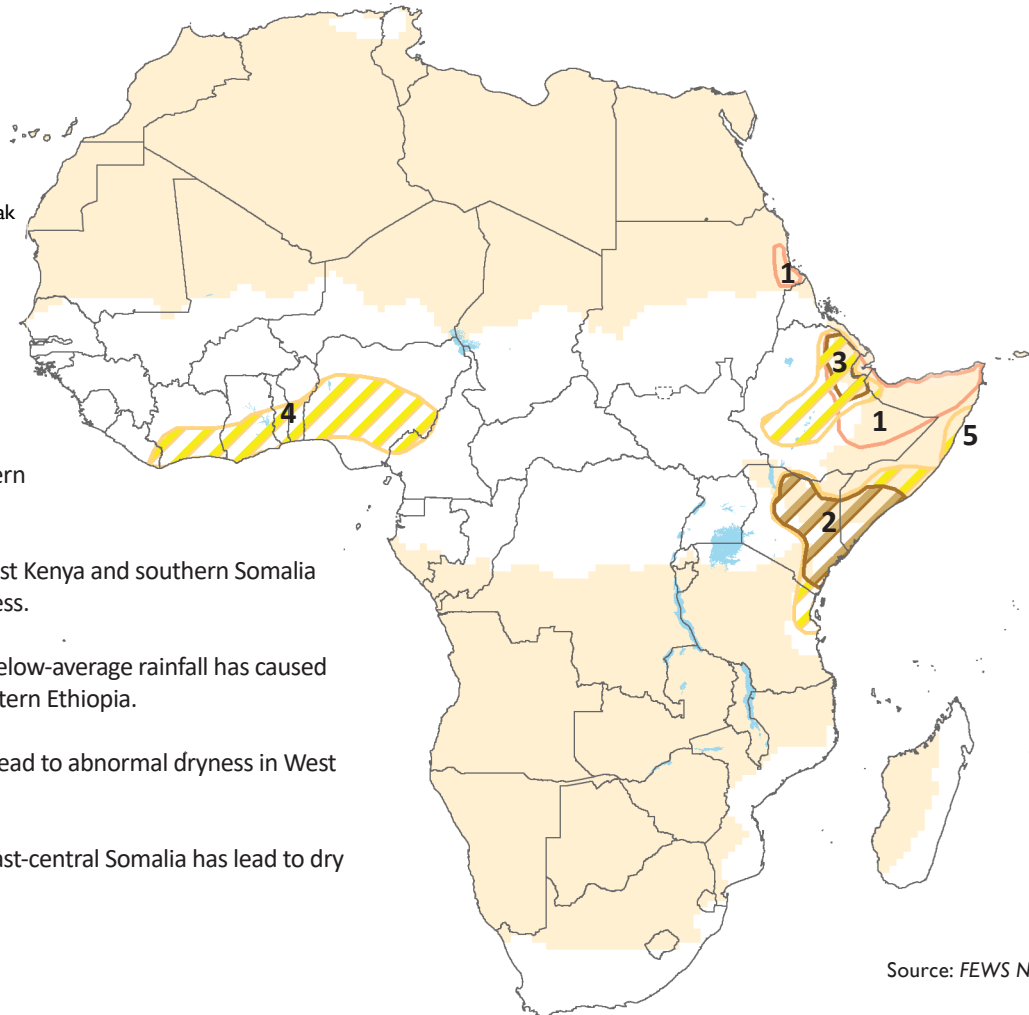 ak
1
3
1
4
5
ern
2
st Kenya and southern Somalia
ess.
elow-average rainfall has caused
tern Ethiopia.
ead to abnormal dryness in West
ast-central Somalia has lead to dry
Source: FEWS N